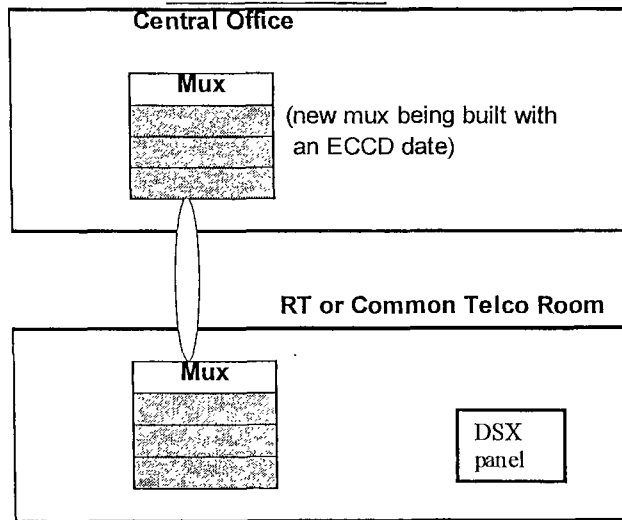 Central Office
Mux
(new mux being built with
an ECCD date)
RT or Common Telco Room
Mux
DSX
panel